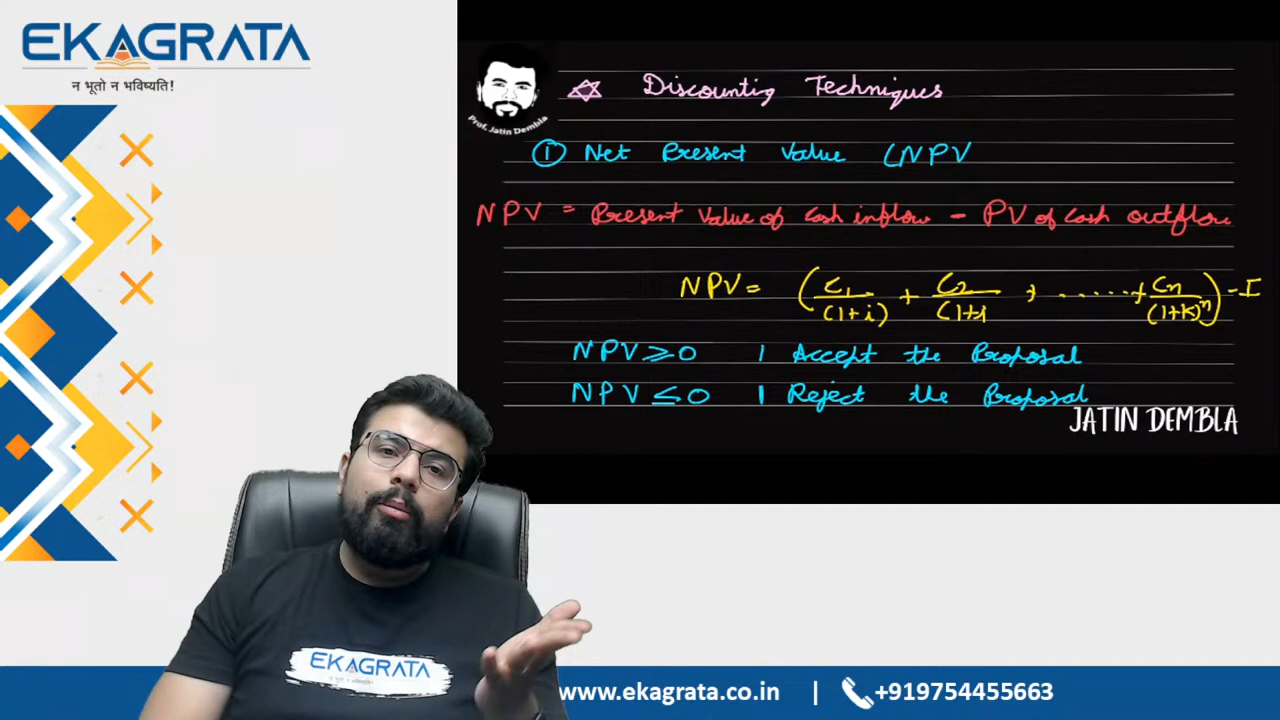 EKAGRATA
न भूतो न भविष्यति!
Prof. Jatin Dembla
Discounting Techniques
① Net Present Value (NPV
NPV = Present Value of cash inflow - PV of cash outflow
NPV = (C1/(1+i) + C2/(1+i + ...... + Cn/(1+k)^n) - I
NPV ≥ 0 | Accept the Proposal
NPV ≤ 0 | Reject the Proposal
JATIN DEMBLA
EKAGRATA
www.ekagrata.co.in | +919754455663